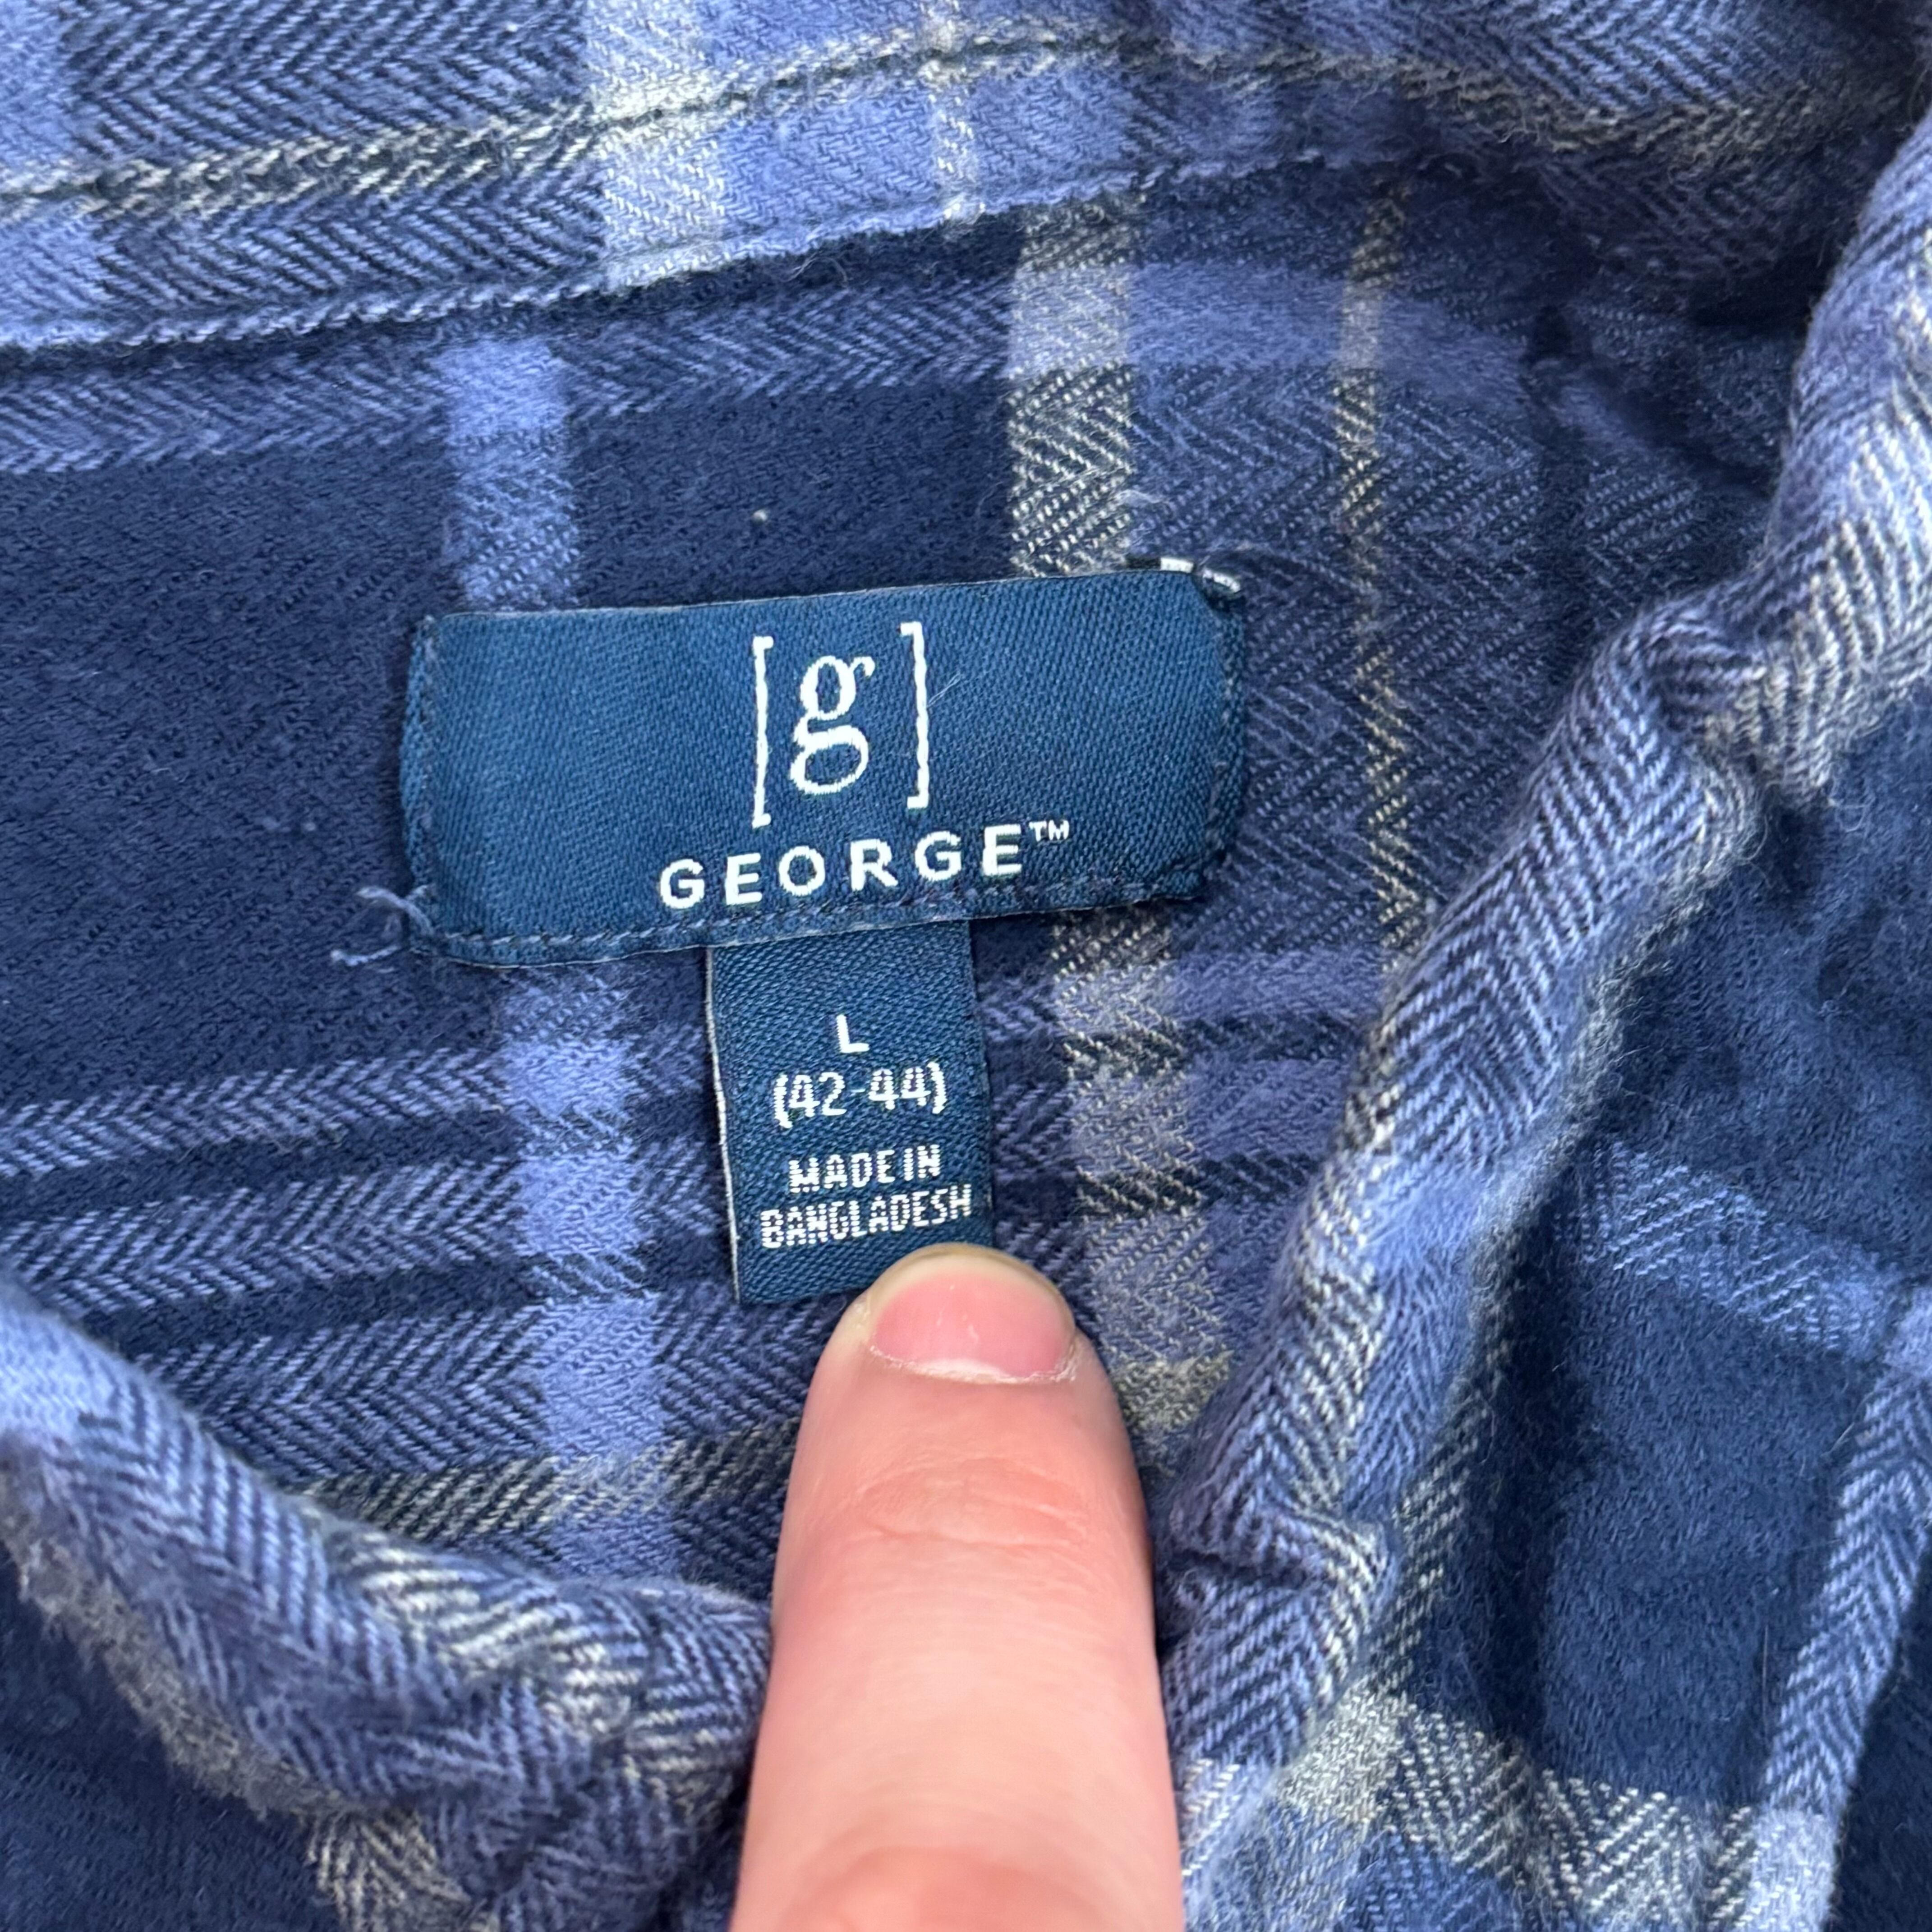 [g]
GEORGE™
L
(42-44)
MADE IN
BANGLADESH